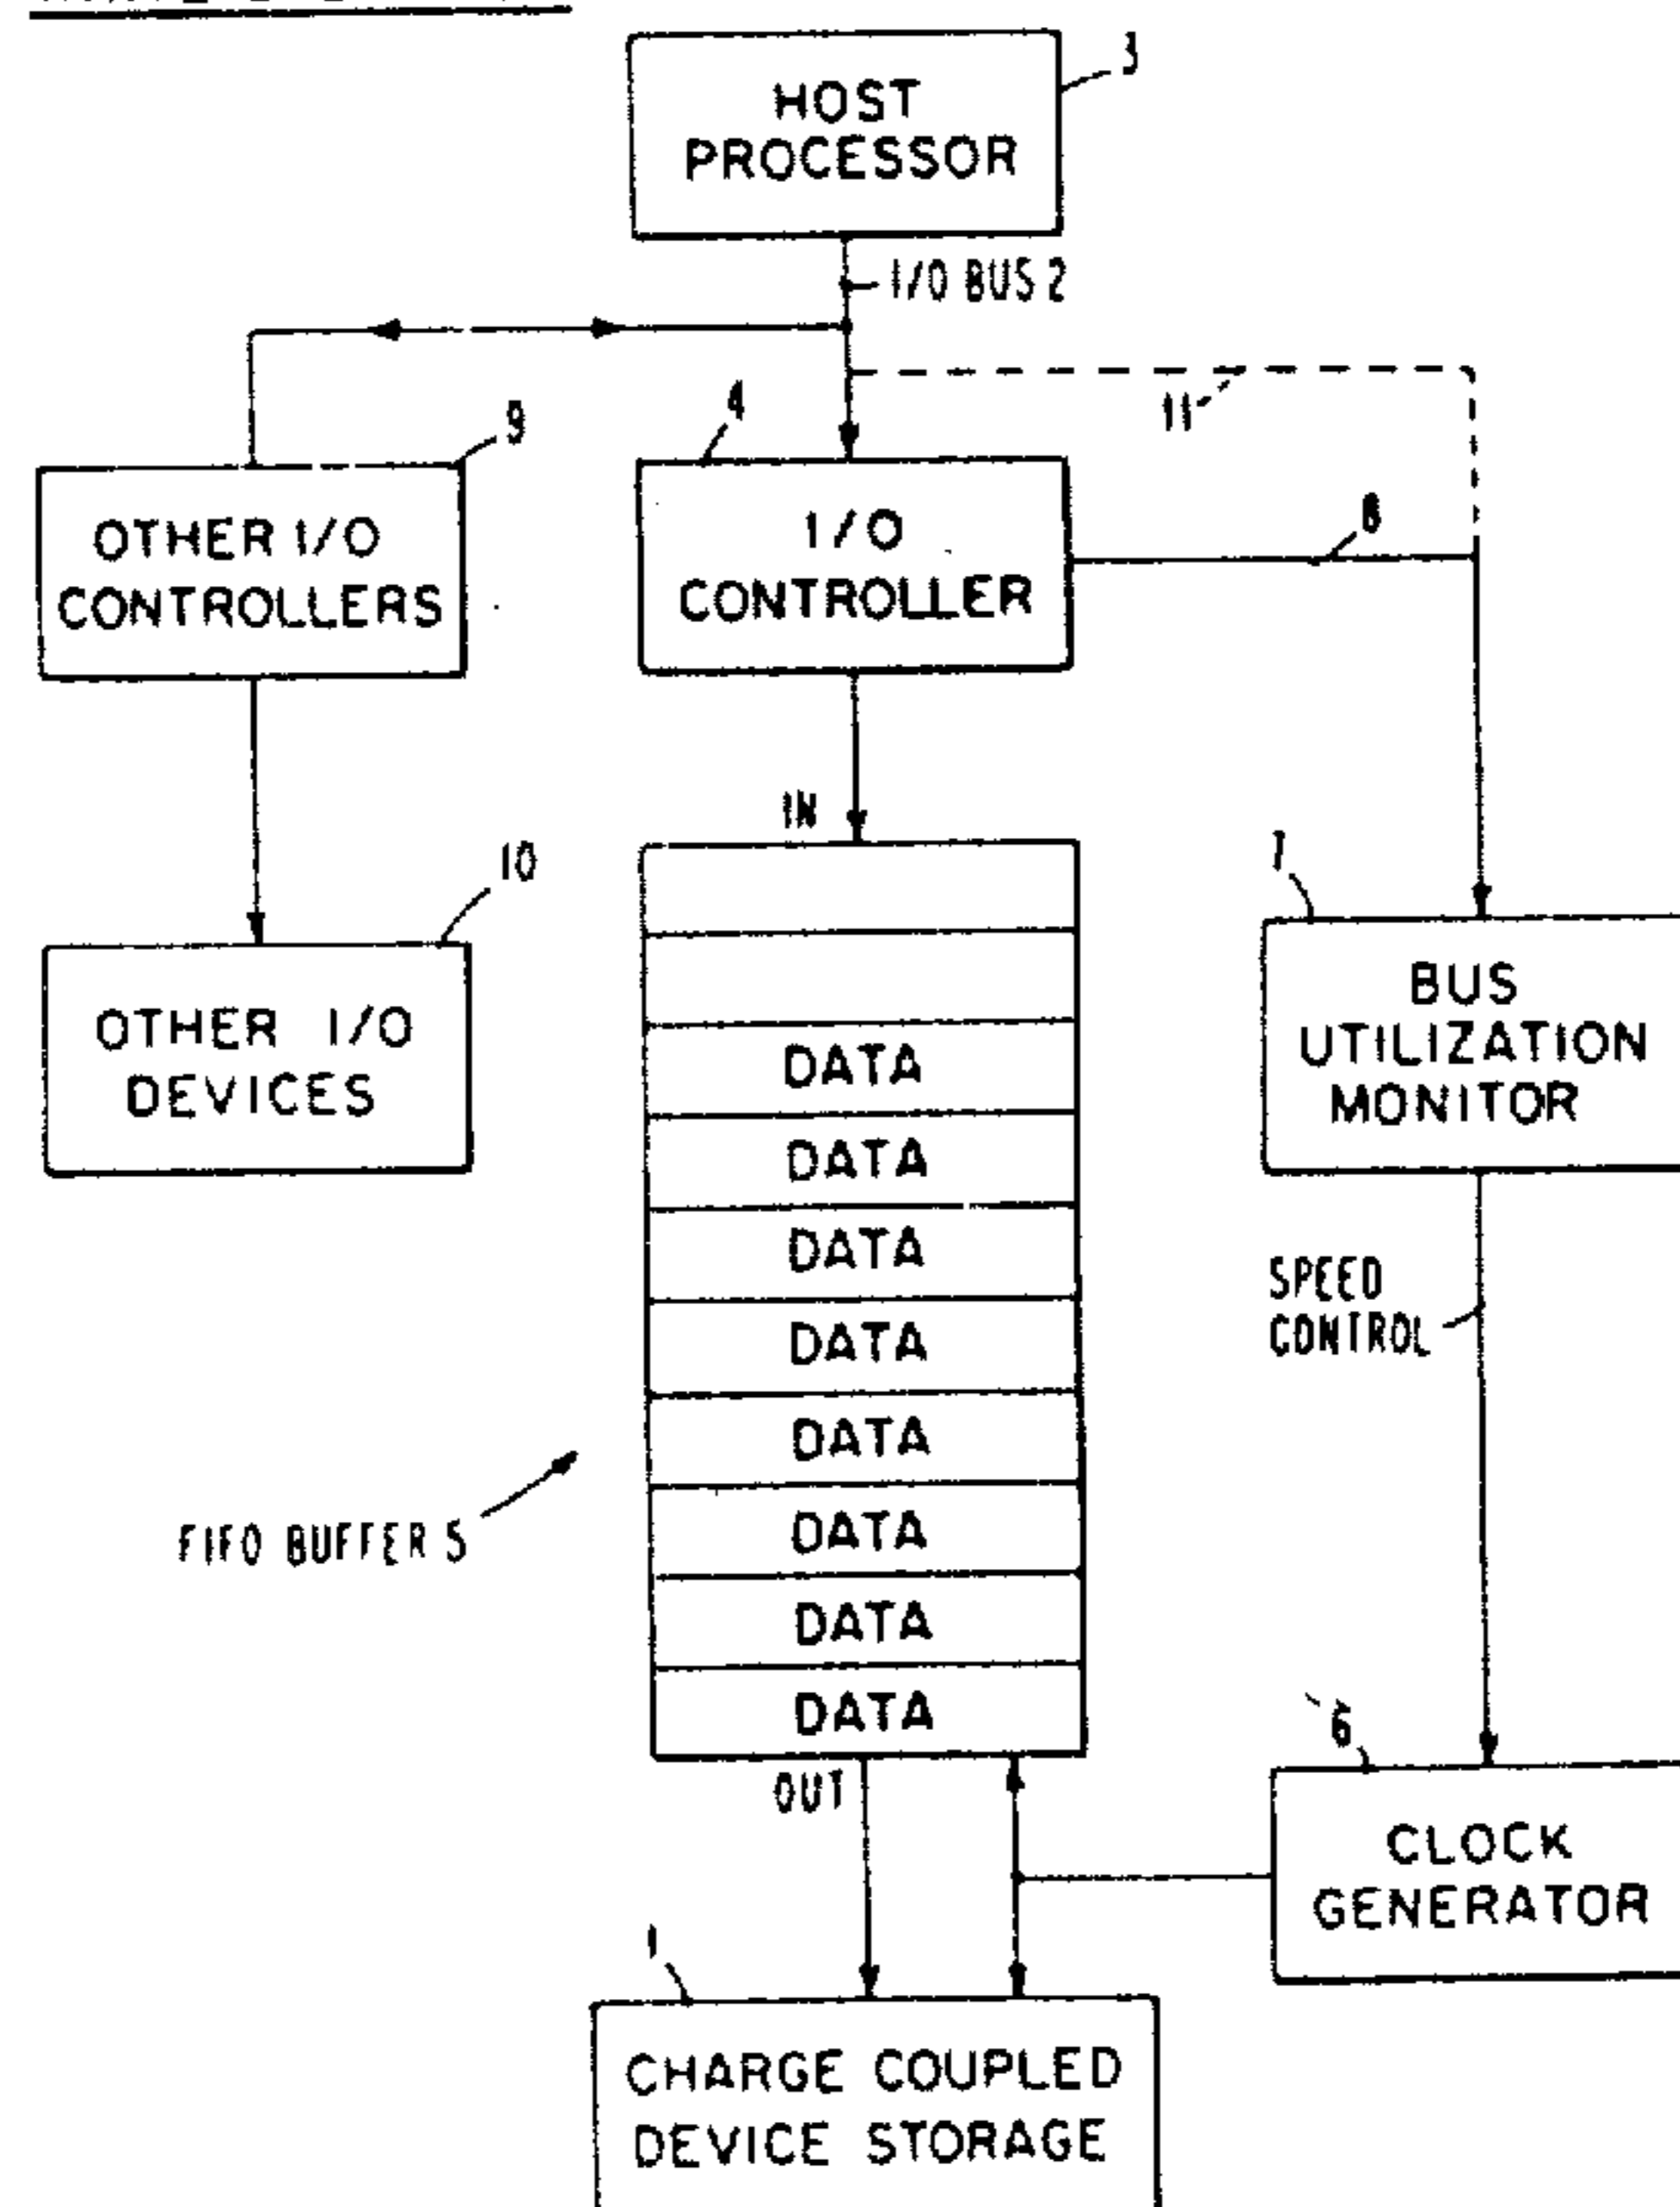 HOST
PROCESSOR
3
I/O BUS 2
11
4
9
8
OTHER I/O
CONTROLLERS
I/O
CONTROLLER
IN
7
10
OTHER I/O
DEVICES
BUS
UTILIZATION
MONITOR
DATA
DATA
DATA
DATA
DATA
DATA
DATA
DATA
SPEED
CONTROL
FIFO BUFFER 5
OUT
6
CLOCK
GENERATOR
1
CHARGE COUPLED
DEVICE STORAGE